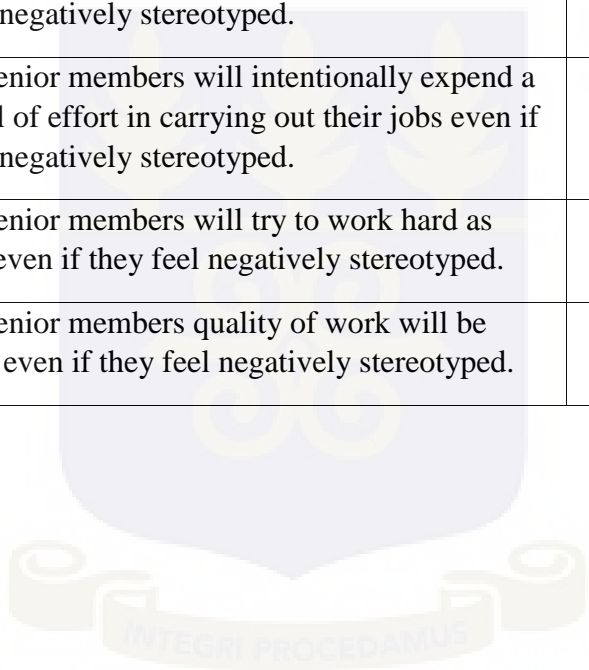 negatively stereotyped.
enior members will intentionally expend a
l of effort in carrying out their jobs even if
negatively stereotyped.
enior members will try to work hard as
even if they feel negatively stereotyped.
enior members quality of work will be
even if they feel negatively stereotyped.
INTEGRI PROCEDAMUS